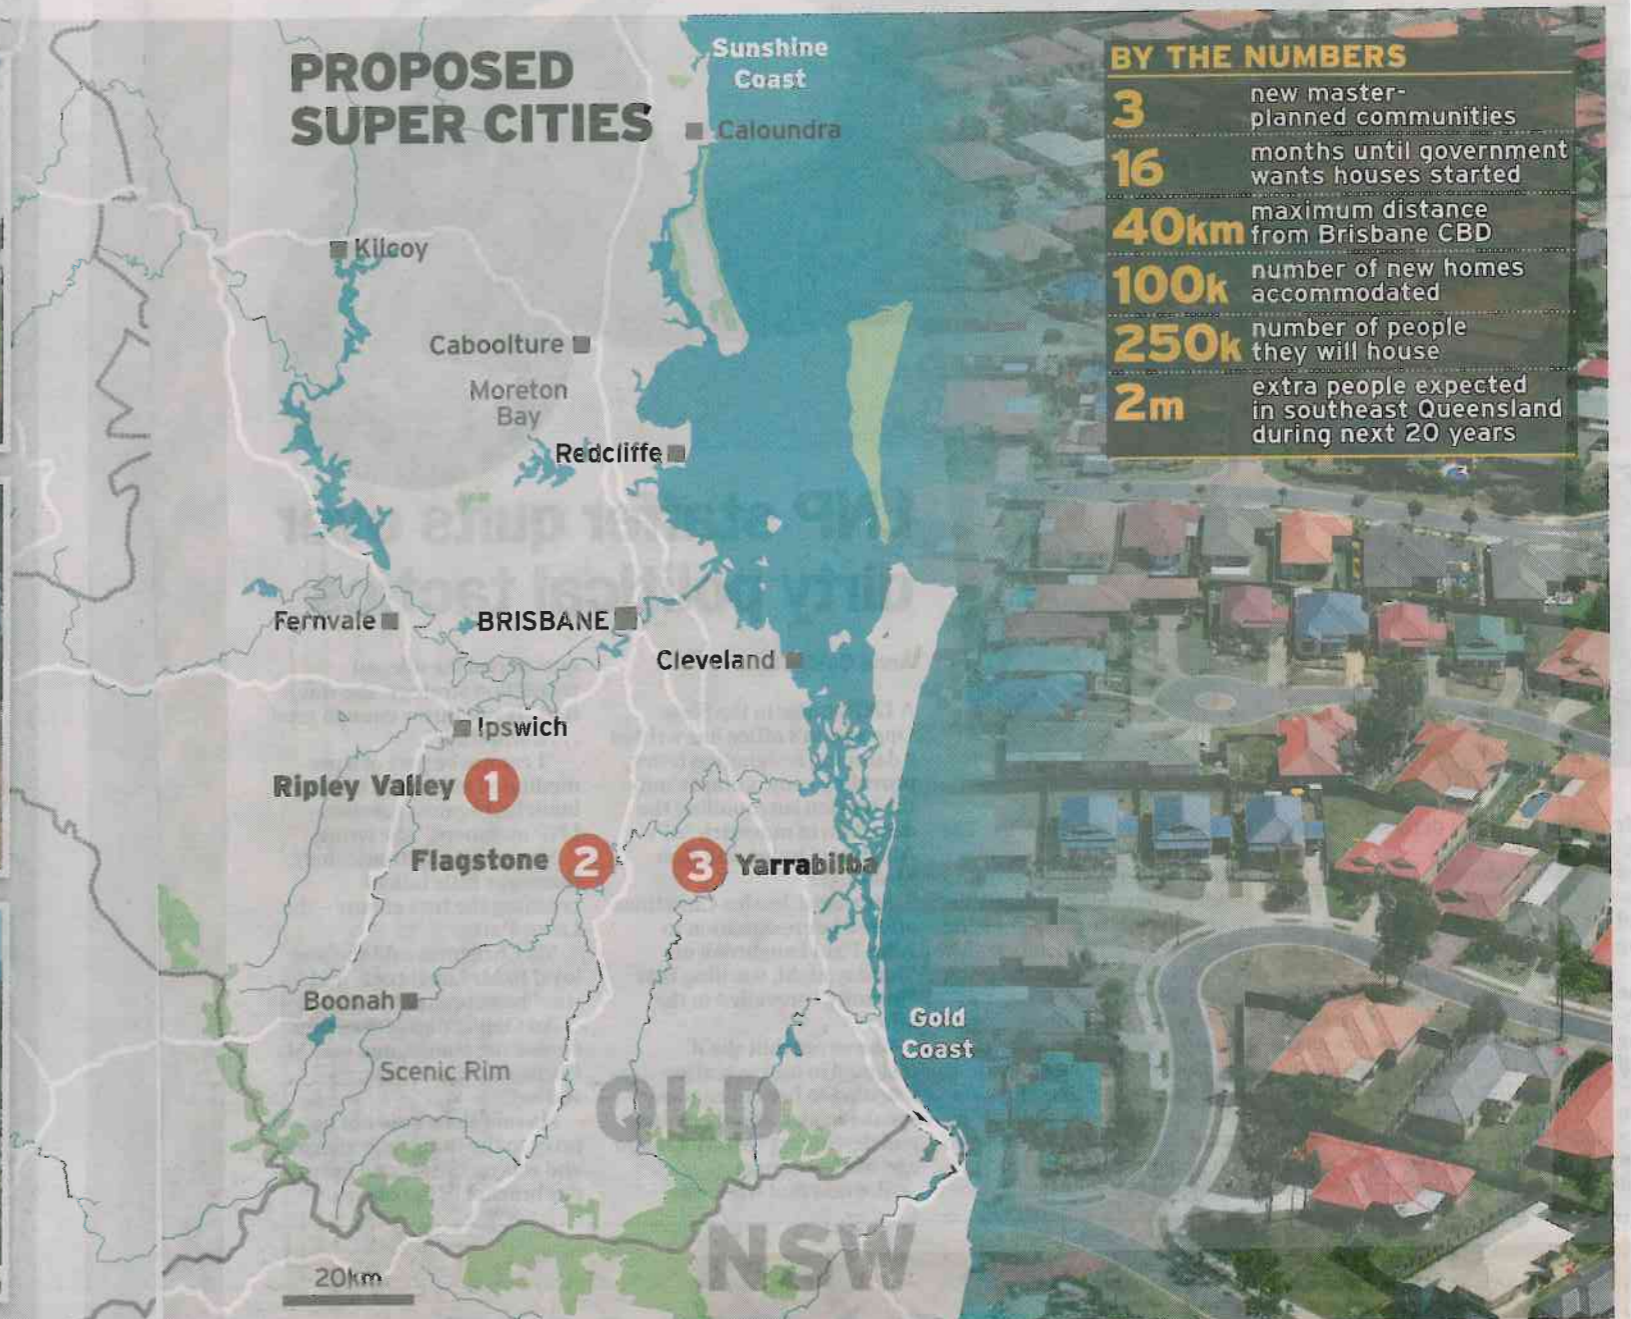 PROPOSED
SUPER CITIES
Sunshine
Coast
Caloundra
Kilcoy
Caboolture
Moreton
Bay
Redcliffe
Fernvale
BRISBANE
Cleveland
Ipswich
Ripley Valley 1
Flagstone 2
3 Yarrabilba
Boonah
Gold
Coast
Scenic Rim
QLD
NSW
20km
BY THE NUMBERS
3 new master-
planned communities
16 months until government
wants houses started
40km maximum distance
from Brisbane CBD
100k number of new homes
accommodated
250k number of people
they will house
2m extra people expected
in southeast Queensland
during next 20 years